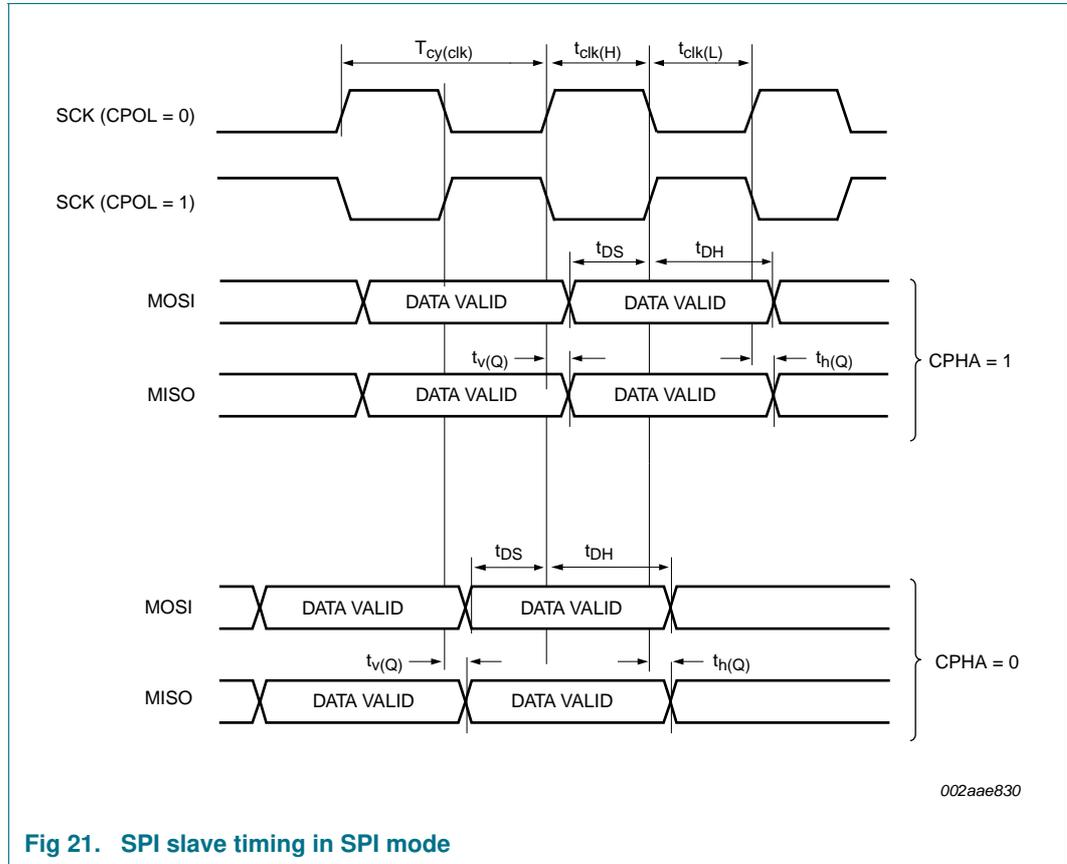 Tcy(clk) tclk(H) tclk(L)
SCK (CPOL = 0)
SCK (CPOL = 1)
tDS tDH
MOSI DATA VALID DATA VALID
tv(Q) th(Q)
CPHA = 1
MISO DATA VALID DATA VALID
tDS tDH
MOSI DATA VALID DATA VALID
tv(Q) th(Q)
CPHA = 0
MISO DATA VALID DATA VALID
002aae830
Fig 21. SPI slave timing in SPI mode